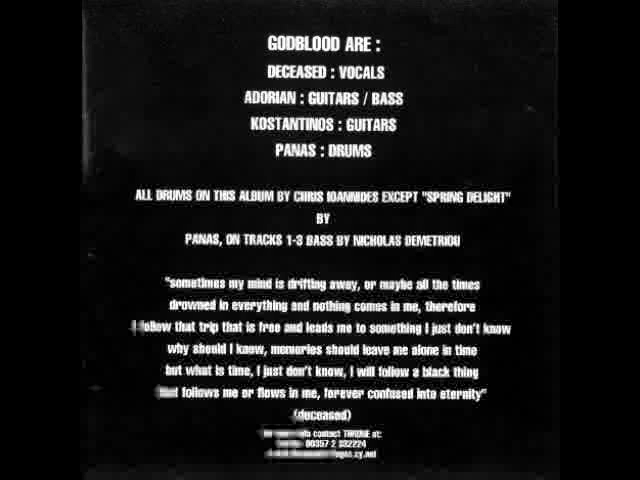 GODBLOOD ARE :
DECEASED : VOCALS
ADORIAN : GUITARS / BASS
KOSTANTINOS : GUITARS
PANAS : DRUMS
ALL DRUMS ON THIS ALBUM BY CHRIS IOANNIDES EXCEPT "SPRING DELIGHT"
BY
PANAS, ON TRACKS 1-3 BASS BY NICHOLAS DEMETRIOU
"sometimes my mind is drifting away, or maybe all the times
drowned in everything and nothing comes in me, therefore
I follow that trip that is free and leads me to something I just don't know
why should I know, memories should leave me alone in time
but what is time, I just don't know, I will follow a black thing
that follows me or flows in me, forever confused into eternity"
(deceased)
contact THRODE at:
00357 2 332224